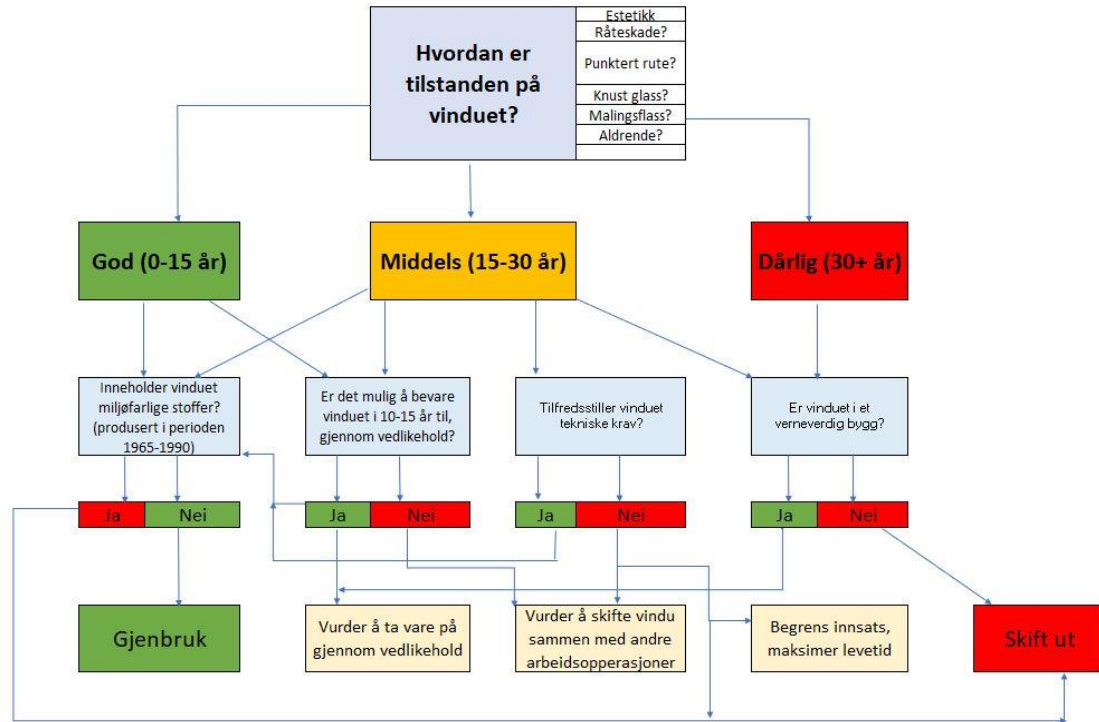 Hvordan er
tilstanden på
vinduet?
Estetikk
Råteskade?
Punktert rute?
Knust glass?
Malingsflass?
Aldrende?
God (0-15 år)
Middels (15-30 år)
Dårlig (30+ år)
Inneholder vinduet
miljøfarlige stoffer?
(produsert i perioden
1965-1990)
Er det mulig å bevare
vinduet i 10-15 år til,
gjennom vedlikehold?
Tilfredsstiller vinduet
tekniske krav?
Er vinduet i et
verneverdig bygg?
Ja
Nei
Ja
Nei
Ja
Nei
Ja
Nei
Gjenbruk
Vurder å ta vare på
gjennom vedlikehold
Vurder å skifte vindu
sammen med andre
arbeidsoperasjoner
Begrens innsats,
maksimer levetid
Skift ut